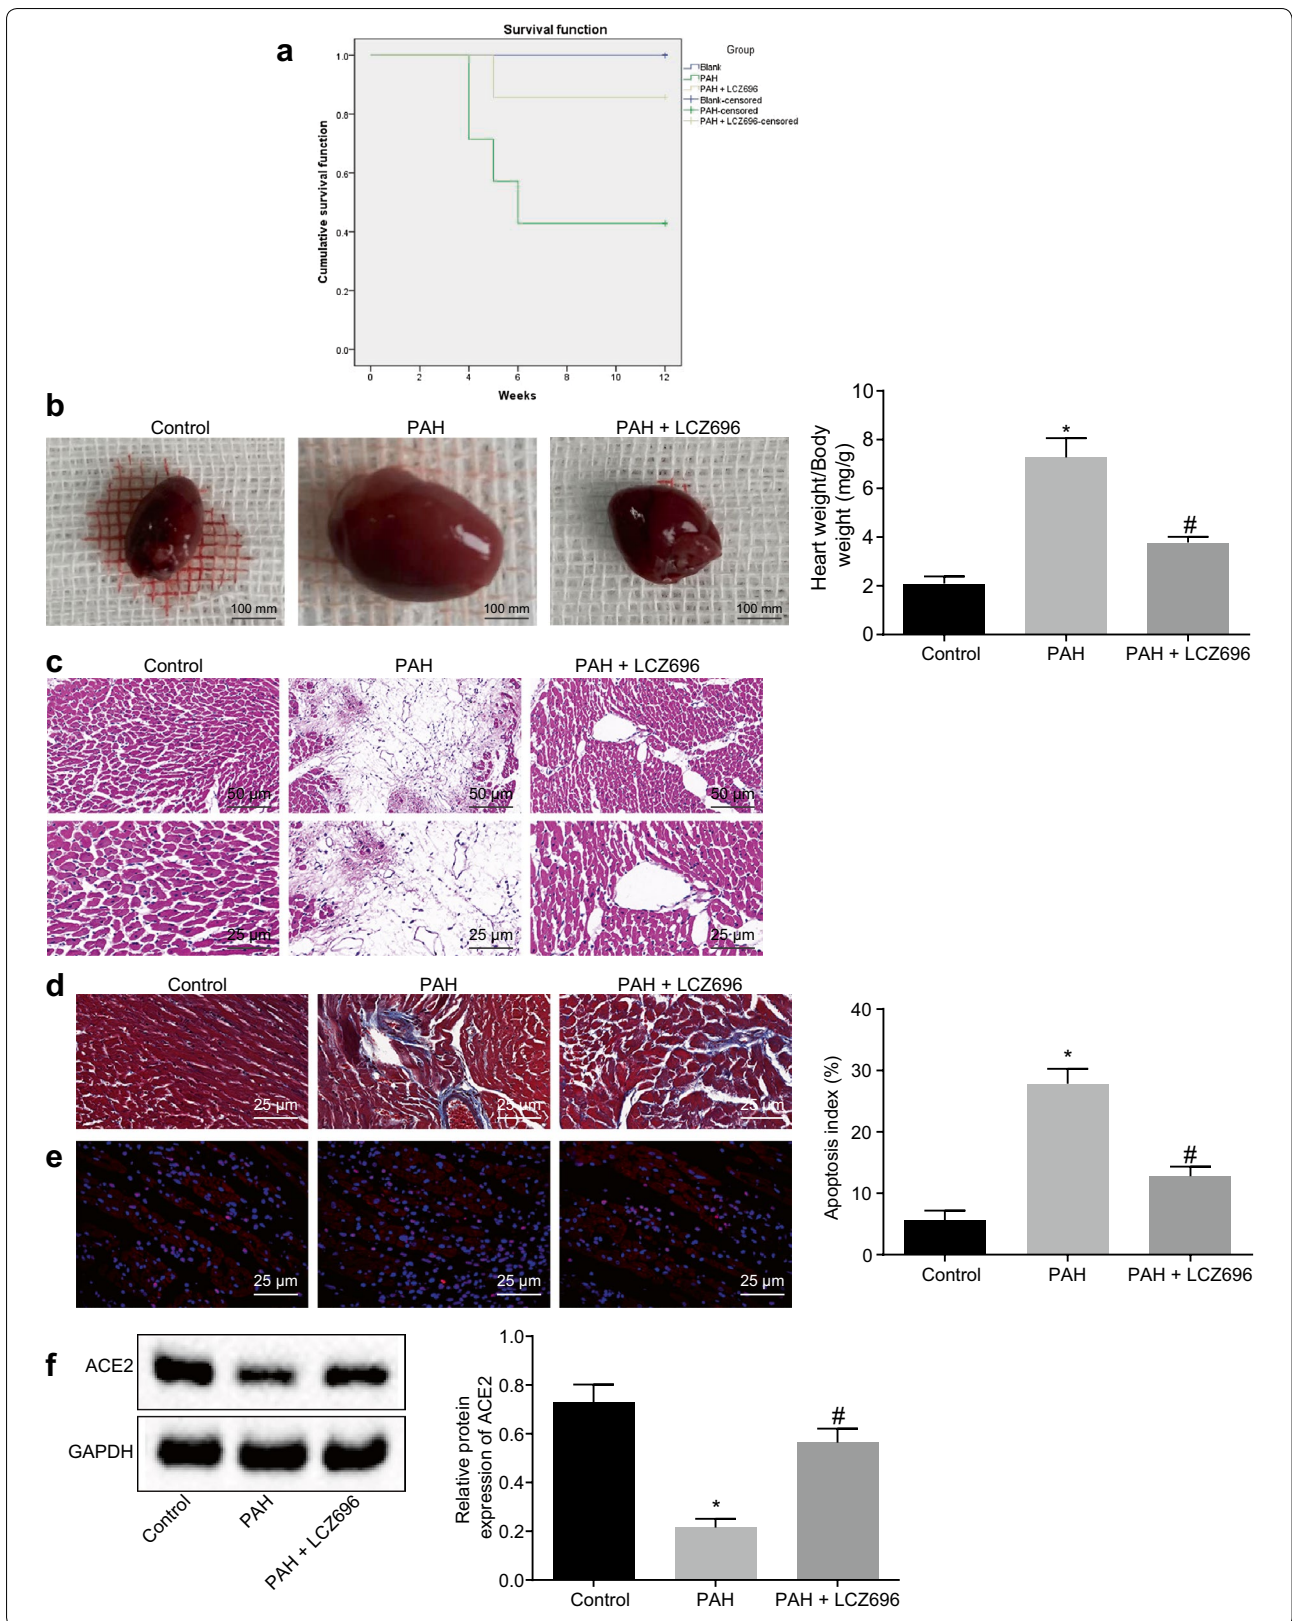 a
Survival function
Cumulative survival function
1.0
0.8
0.6
0.4
0.2
0.0
0 2 4 6 8 10 12
Weeks
Group
Blank
PAH
PAH + LCZ696
Blank-censored
PAH-censored
PAH + LCZ696-censored
b
Control PAH PAH + LCZ696
100 mm 100 mm 100 mm
Heart weight/Body
weight (mg/g)
10
8
6
4
2
0
*
#
Control PAH PAH + LCZ696
c
Control PAH PAH + LCZ696
50 µm 50 µm 50 µm
25 µm 25 µm 25 µm
d
Control PAH PAH + LCZ696
25 µm 25 µm 25 µm
e
25 µm 25 µm 25 µm
Apoptosis index (%)
40
30
20
10
0
*
#
Control PAH PAH + LCZ696
f
ACE2
GAPDH
Control PAH PAH + LCZ696
Relative protein
expression of ACE2
1.0
0.8
0.6
0.4
0.2
0.0
*
#
Control PAH PAH + LCZ696